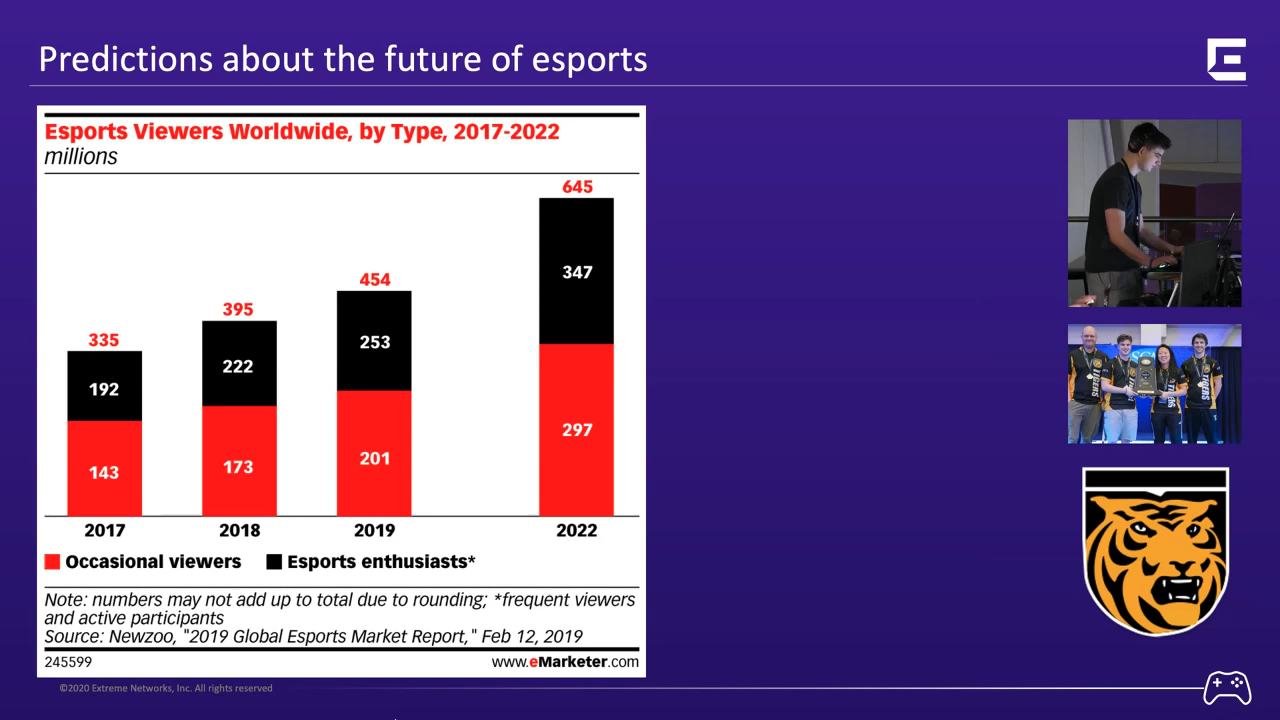 Predictions about the future of esports
Esports Viewers Worldwide, by Type, 2017-2022
millions
335
192
143
2017
395
222
173
2018
454
253
201
2019
645
347
297
2022
Occasional viewers
Esports enthusiasts*
Note: numbers may not add up to total due to rounding; *frequent viewers
and active participants
Source: Newzoo, "2019 Global Esports Market Report," Feb 12, 2019
245599
www.eMarketer.com
©2020 Extreme Networks, Inc. All rights reserved
TIGERS